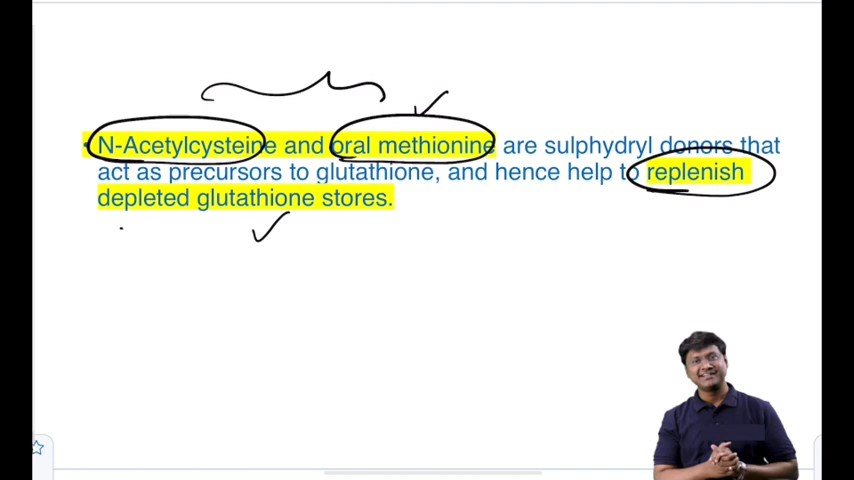 • N-Acetylcysteine and oral methionine are sulphydryl donors that
act as precursors to glutathione, and hence help to replenish
depleted glutathione stores.